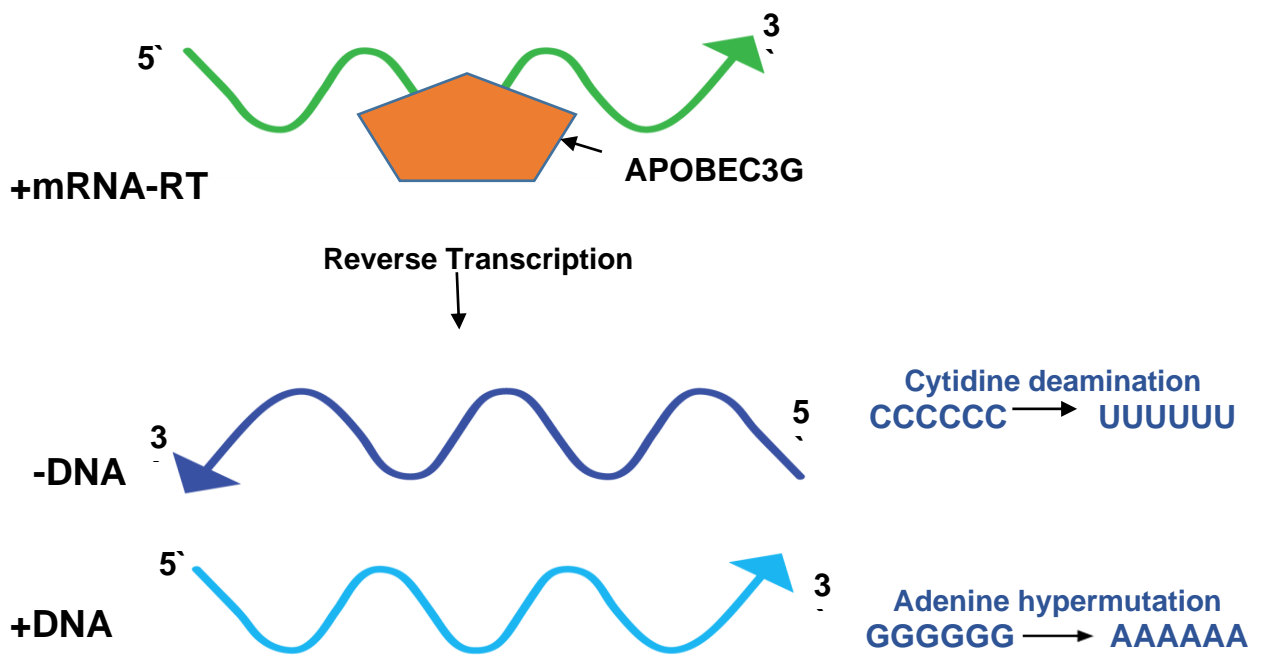 5` 3`
APOBEC3G
+mRNA-RT
Reverse Transcription
Cytidine deamination
CCCCCC UUUUUU
3` 5`
-DNA
5` 3`
+DNA
Adenine hypermutation
GGGGGG AAAAAA